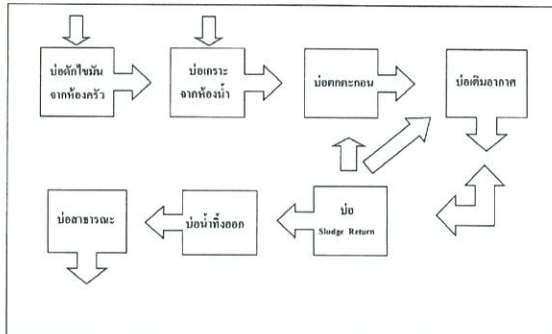 บ่อดักไขมัน
จากห้องครัว
บ่อเกราะ
จากห้องน้ำ
บ่อตกตะกอน
บ่อเติมอากาศ
บ่อสาธารณะ
บ่อน้ำทิ้งออก
บ่อ
Sludge Return